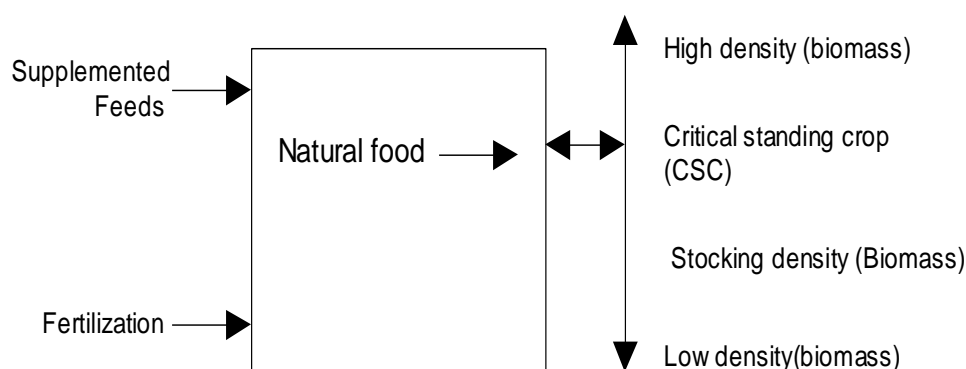 Supplemented
Feeds
Natural food
Fertilization
High density (biomass)
Critical standing crop
(CSC)
Stocking density (Biomass)
Low density(biomass)